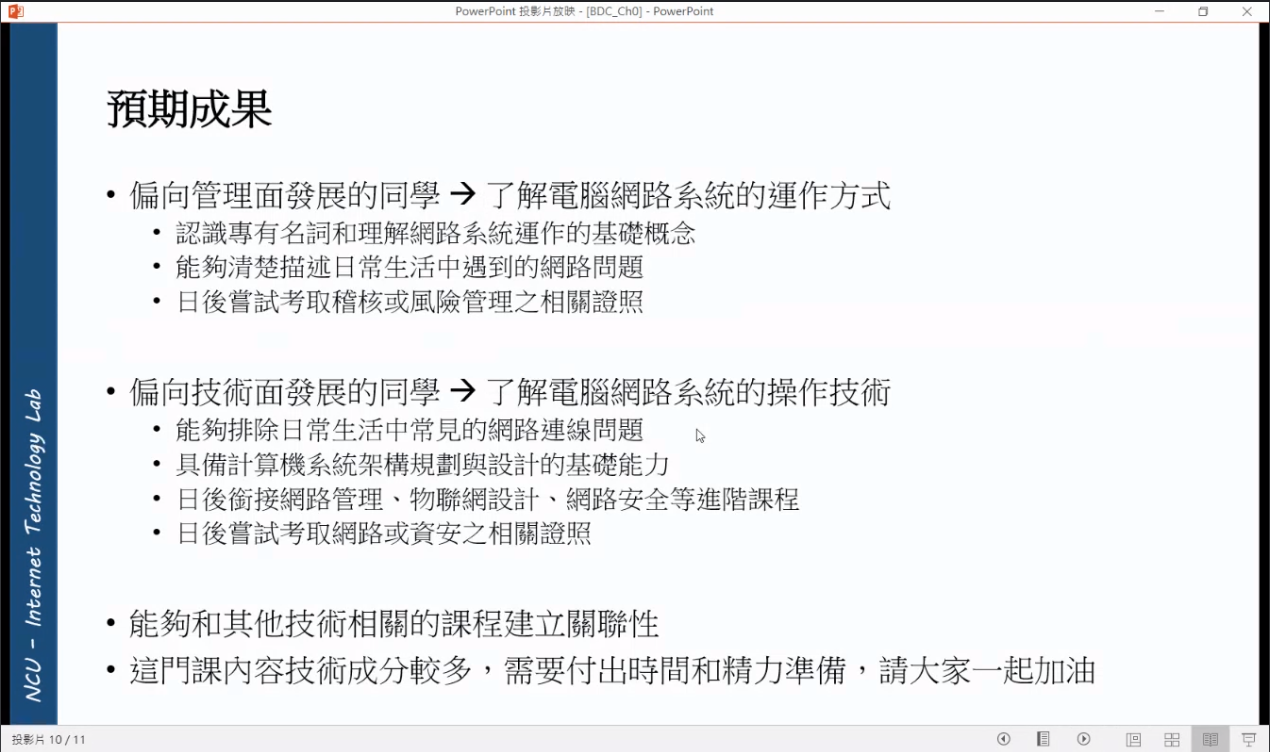 PowerPoint 投影片放映 - [BDC_Ch0] - PowerPoint
預期成果
• 偏向管理面發展的同學 → 了解電腦網路系統的運作方式
• 認識專有名詞和理解網路系統運作的基礎概念
• 能夠清楚描述日常生活中遇到的網路問題
• 日後嘗試考取稽核或風險管理之相關證照
• 偏向技術面發展的同學 → 了解電腦網路系統的操作技術
• 能夠排除日常生活中常見的網路連線問題
• 具備計算機系統架構規劃與設計的基礎能力
• 日後銜接網路管理、物聯網設計、網路安全等進階課程
• 日後嘗試考取網路或資安之相關證照
• 能夠和其他技術相關的課程建立關聯性
• 這門課內容技術成分較多，需要付出時間和精力準備，請大家一起加油
NCU - Internet Technology Lab
投影片 10 / 11